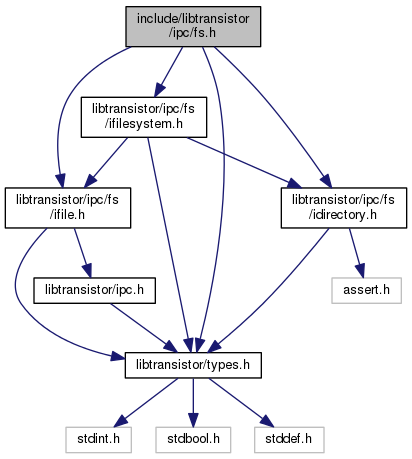 include/libtransistor
/ipc/fs.h
libtransistor/ipc/fs
/ifilesystem.h
libtransistor/ipc/fs
/ifile.h
libtransistor/ipc/fs
/idirectory.h
libtransistor/ipc.h
assert.h
libtransistor/types.h
stdint.h
stdbool.h
stddef.h